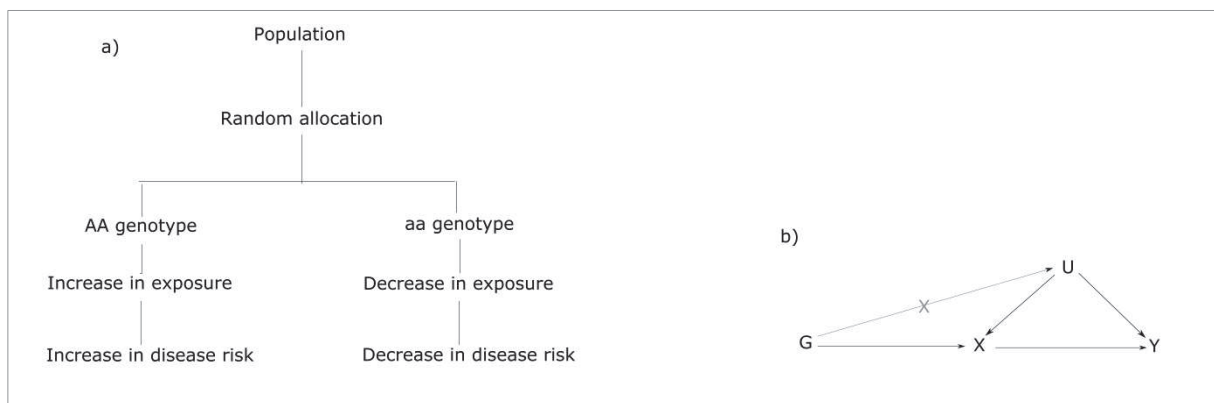 a)
Population
Random allocation
AA genotype
aa genotype
Increase in exposure
Decrease in exposure
Increase in disease risk
Decrease in disease risk
b)
U
X
G
X
Y